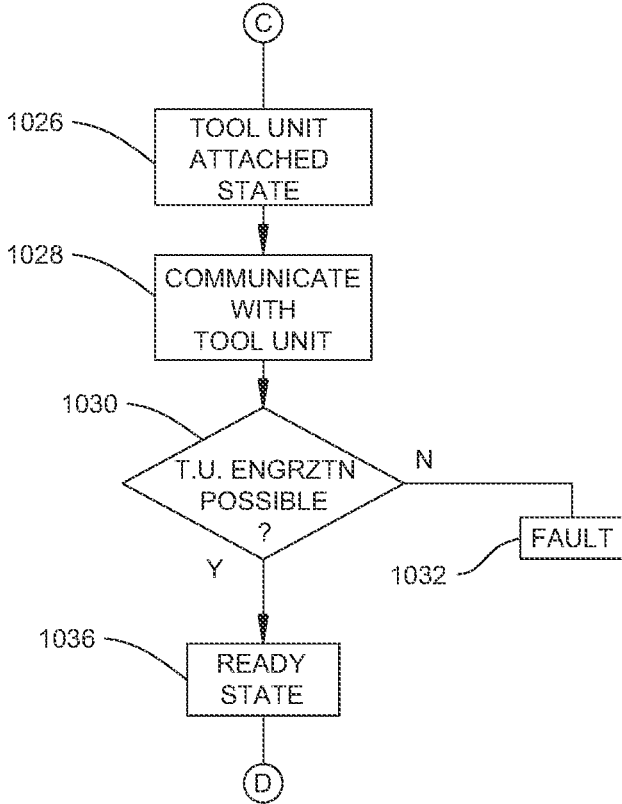 C
1026
TOOL UNIT
ATTACHED
STATE
1028
COMMUNICATE
WITH
TOOL UNIT
1030
T.U. ENGRZTN
POSSIBLE
?
N
FAULT
1032
Y
1036
READY
STATE
D